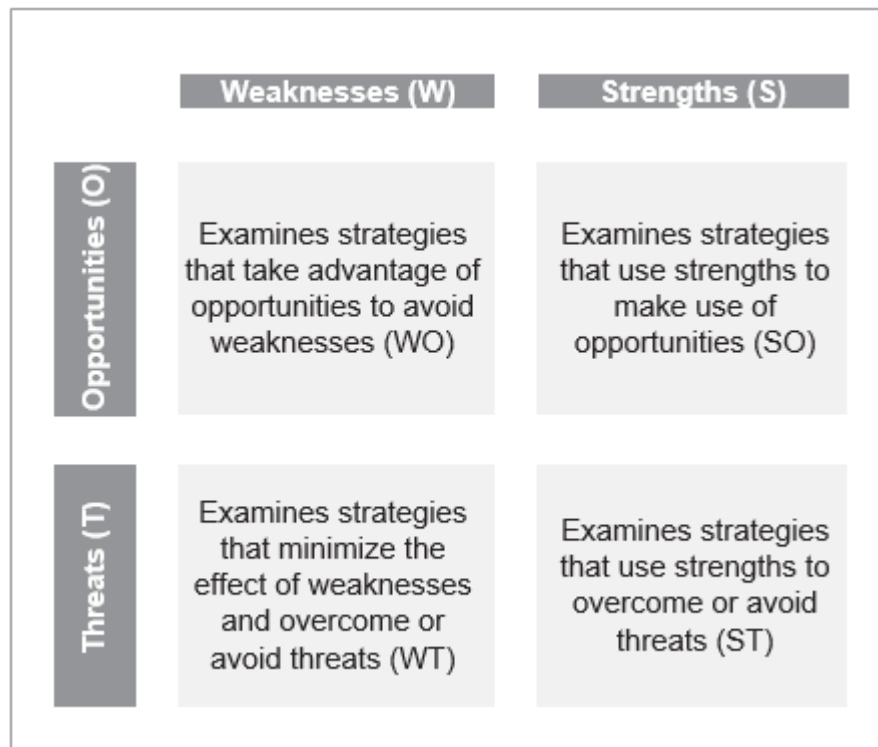 Weaknesses (W)
Strengths (S)
Opportunities (O)
Examines strategies
that take advantage of
opportunities to avoid
weaknesses (WO)
Examines strategies
that use strengths to
make use of
opportunities (SO)
Threats (T)
Examines strategies
that minimize the
effect of weaknesses
and overcome or
avoid threats (WT)
Examines strategies
that use strengths to
overcome or avoid
threats (ST)